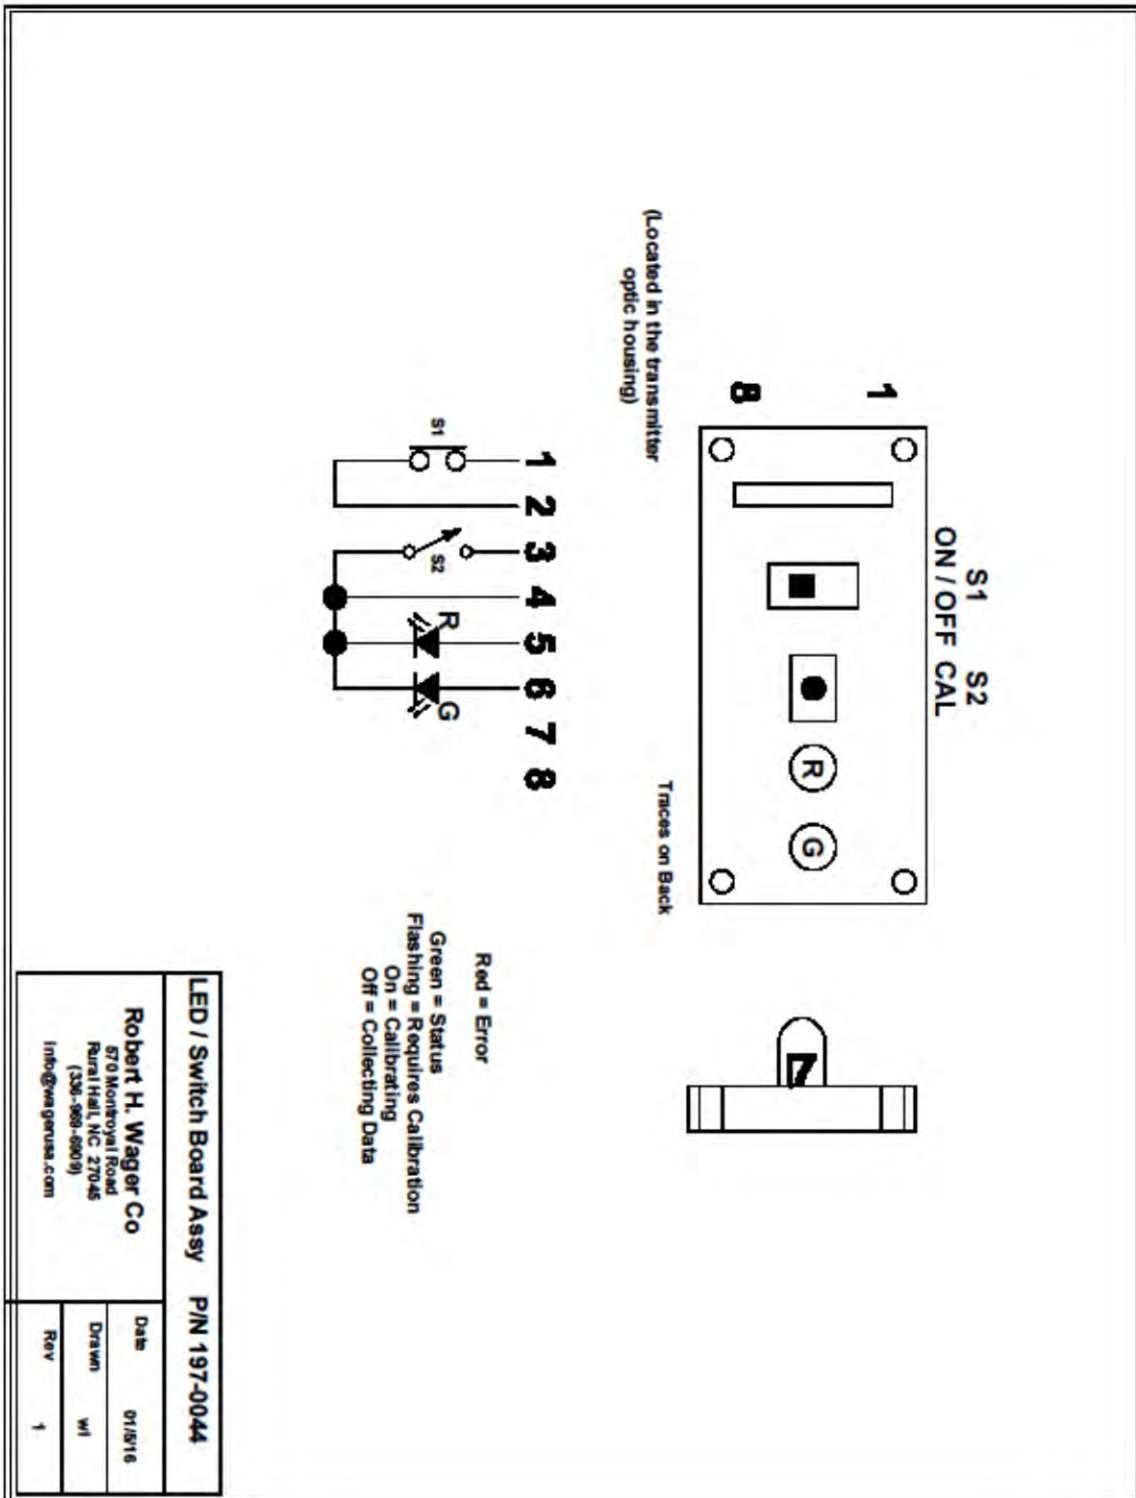 S1 S2
ON / OFF CAL
1
8
R
G
Traces on Back
(Located in the transmitter
optic housing)
1 2 3 4 5 6 7 8
S1
S2
R
G
Red = Error
Green = Status
Flashing = Requires Calibration
On = Calibrating
Off = Collecting Data
LED / Switch Board Assy P/N 197-0044
Robert H. Wager Co
570 Montroyal Road
Rural Hall, NC 27045
(336-969-6909)
info@wagerusa.com
Date
Drawn wl
Rev 1